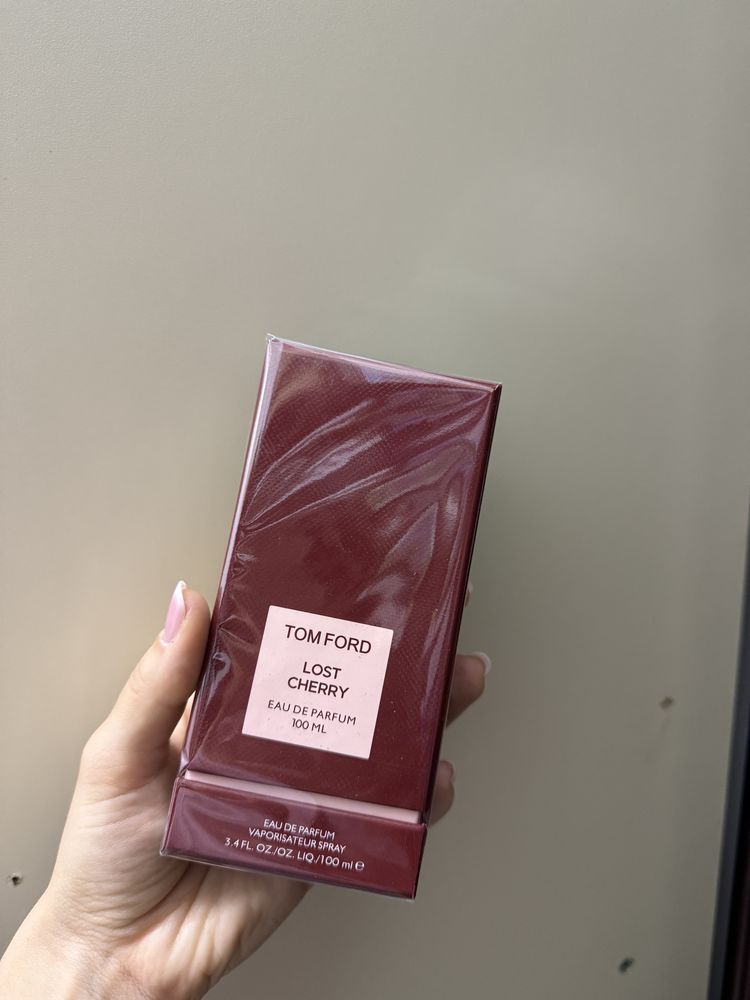 TOM FORD
LOST
CHERRY
EAU DE PARFUM
100 ML
EAU DE PARFUM
VAPORISATEUR SPRAY
3.4 FL. OZ./OZ. LIQ./100 ml ℮